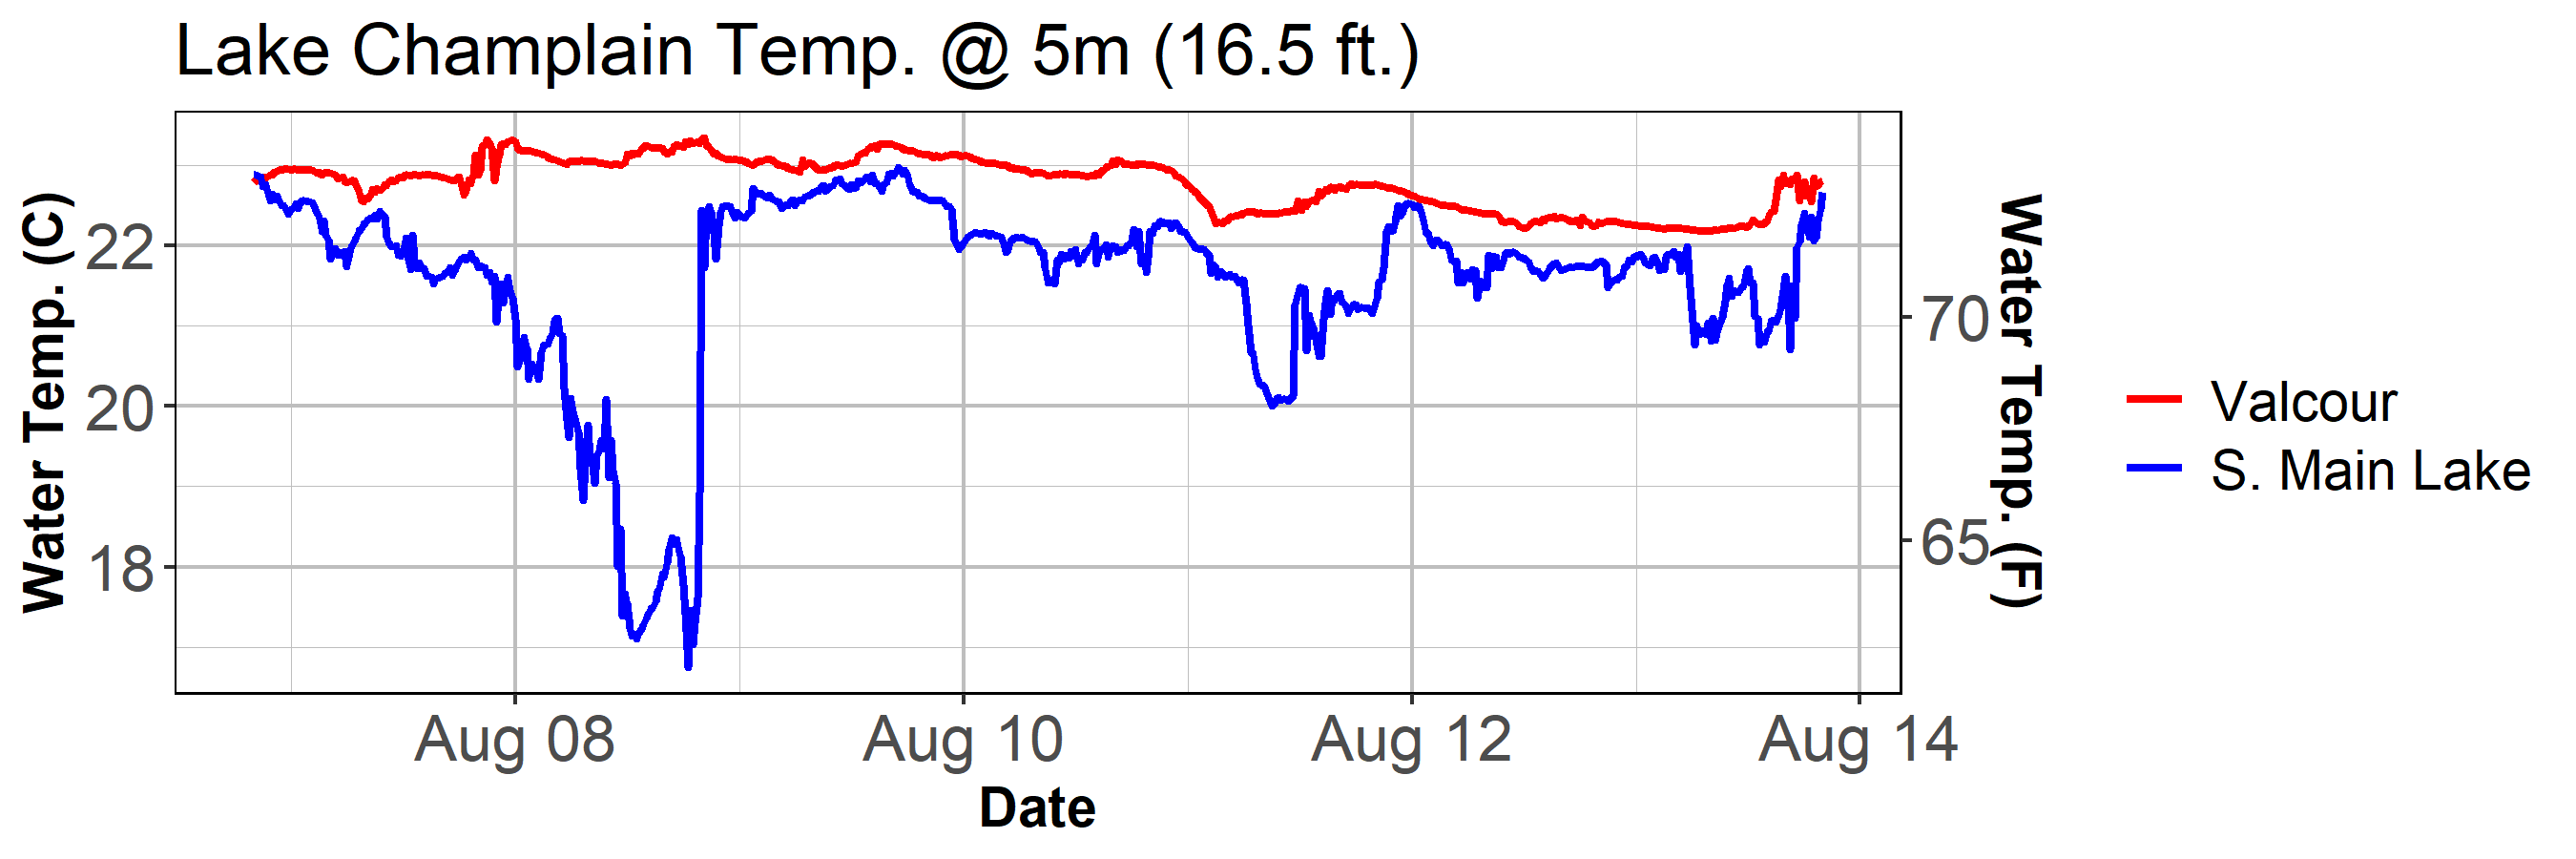 Lake Champlain Temp. @ 5m (16.5 ft.)
Water Temp. (C)
22
20
18
70
65
Water Temp. (F)
Valcour
S. Main Lake
Aug 08
Aug 10
Aug 12
Aug 14
Date